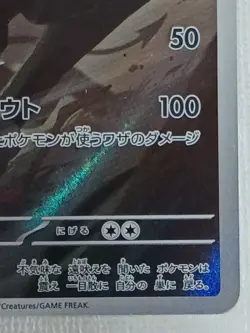 50
ウト 100
ポケモンが使うワザのダメージ
にげる
不気味な 遠吠えを 聞いた ポケモンは
震え 一目散に 自分の 巣に 戻る。
/Creatures/GAME FREAK.